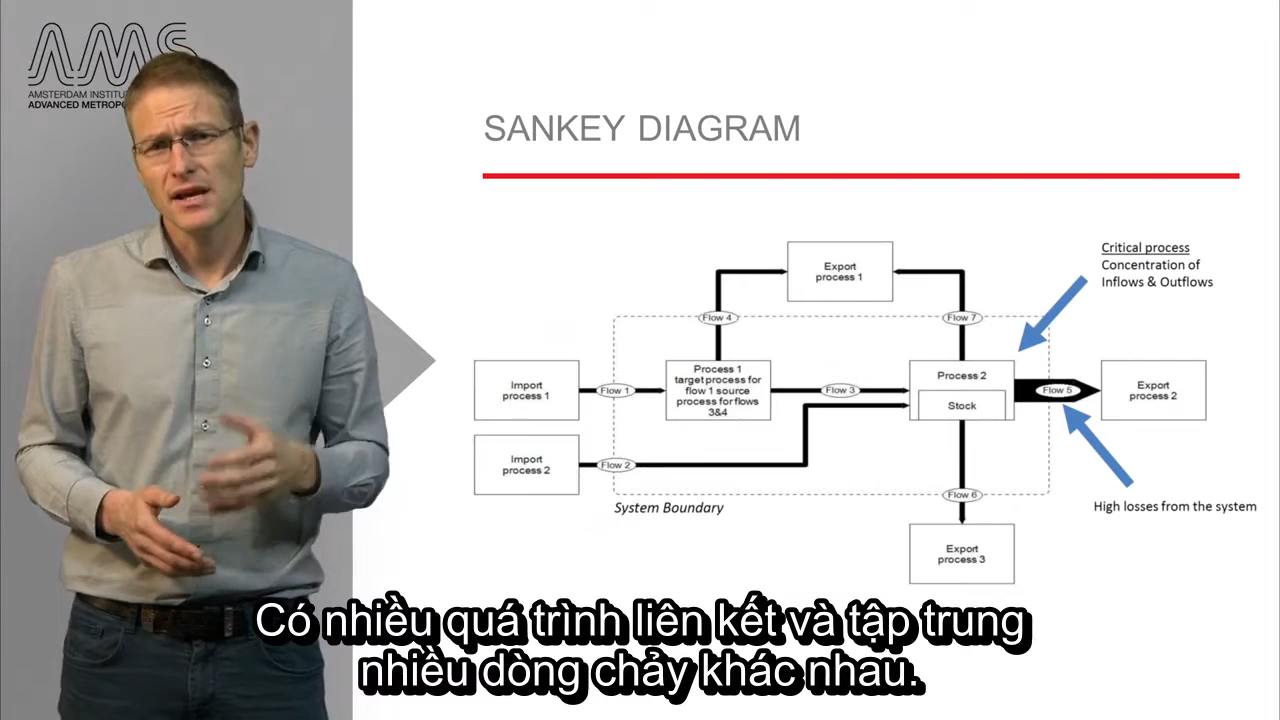 AMS
AMSTERDAM
ADVANCED
SANKEY DIAGRAM
Critical process
Concentration of
Inflows & Outflows
Export
process 1
Flow 4
Flow 7
Import
process 1
Flow 1
Process 1
target process for
flow 1 source
process for flows
3&4
Flow 3
Process 2
Stock
Flow 5
Export
process 2
Import
process 2
Flow 2
System Boundary
Flow 6
High losses from the system
Export
process 3
Có nhiều quá trình liên kết và tập trung
nhiều dòng chảy khác nhau.